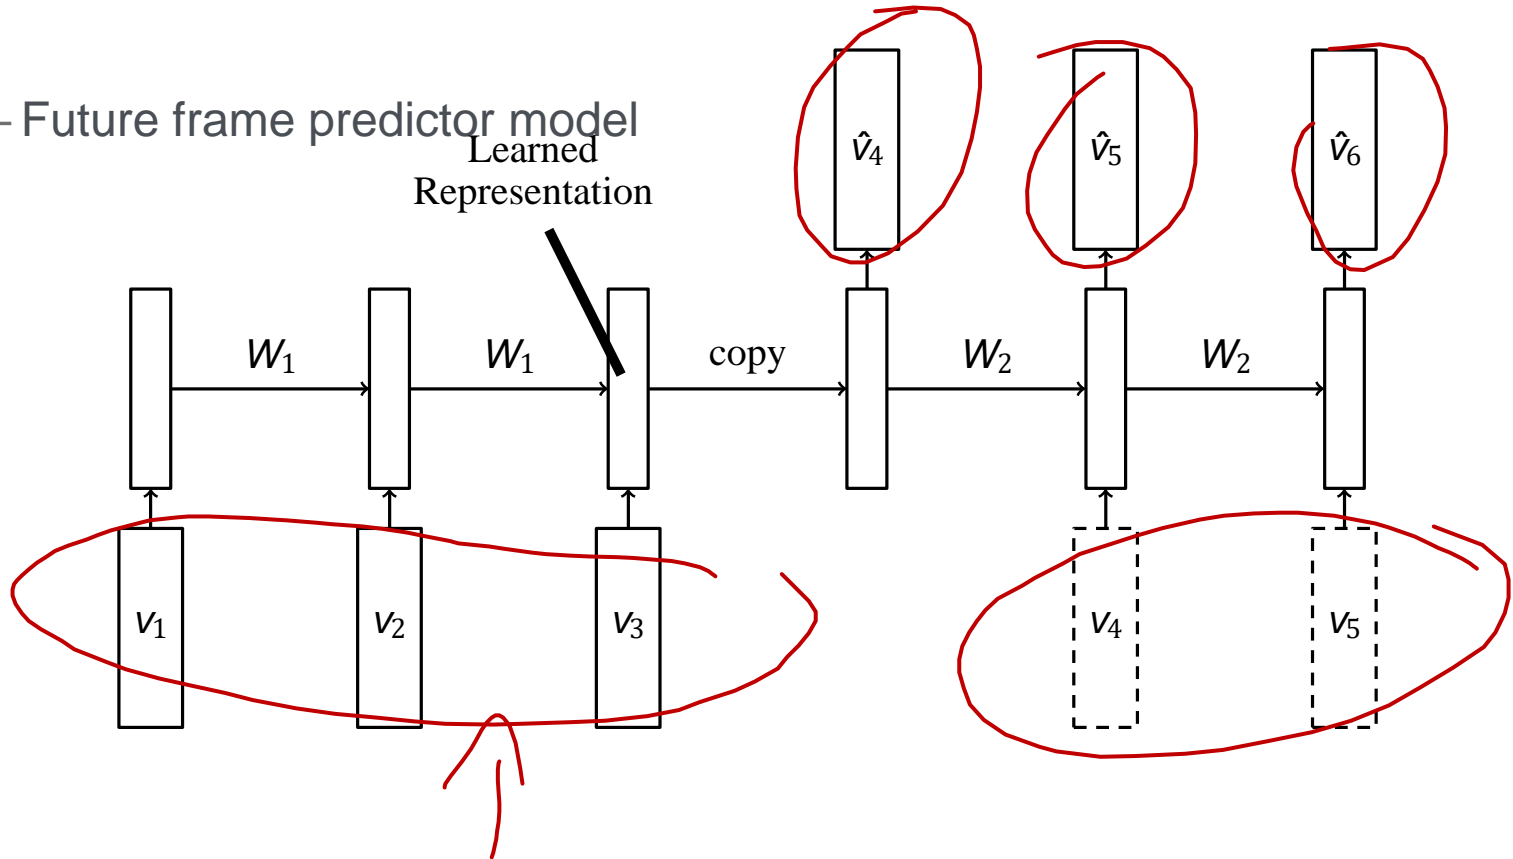 – Future frame predictor model
Learned
Representation
v̂₄
v̂₅
v̂₆
W₁
W₁
copy
W₂
W₂
v₁
v₂
v₃
v₄
v₅